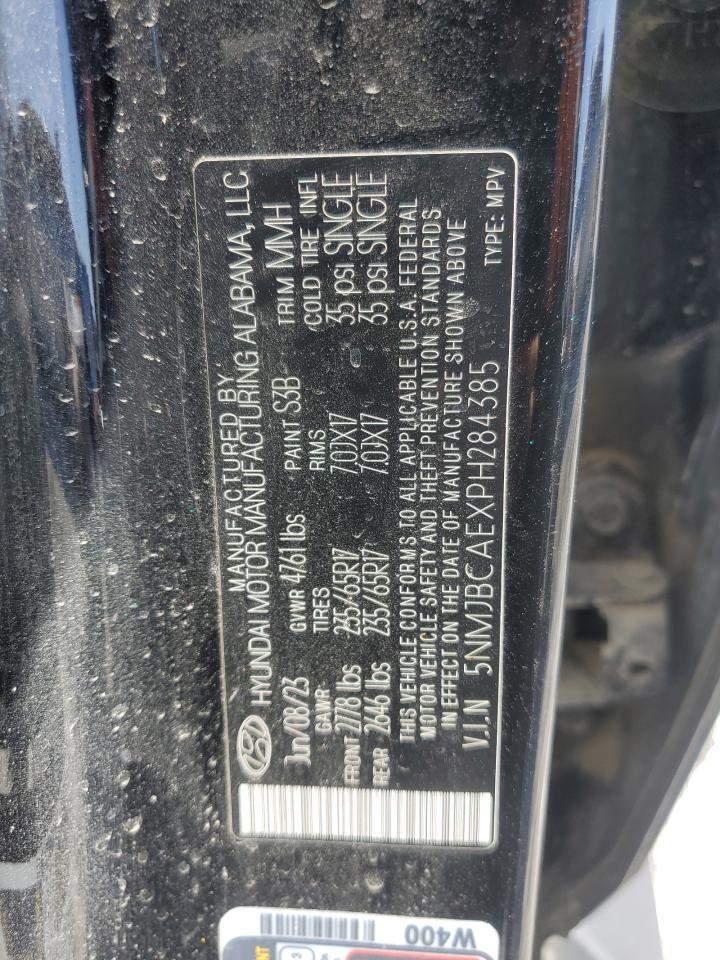 MANUFACTURED BY
HYUNDAI MOTOR MANUFACTURING ALABAMA, LLC
Jun/08/23 GVWR 4761 lbs PAINT S3B TRIM MMH
GAWR TIRES RIMS COLD TIRE INFL
FRONT 2778 lbs 235/65R17 7.0JX17 35 psi SINGLE
REAR 2646 lbs 235/65R17 7.0JX17 35 psi SINGLE
THIS VEHICLE CONFORMS TO ALL APPLICABLE U.S.A. FEDERAL
MOTOR VEHICLE SAFETY AND THEFT PREVENTION STANDARDS
IN EFFECT ON THE DATE OF MANUFACTURE SHOWN ABOVE
V.I.N 5NMJBCAEXPH284385 TYPE: MPV
W400